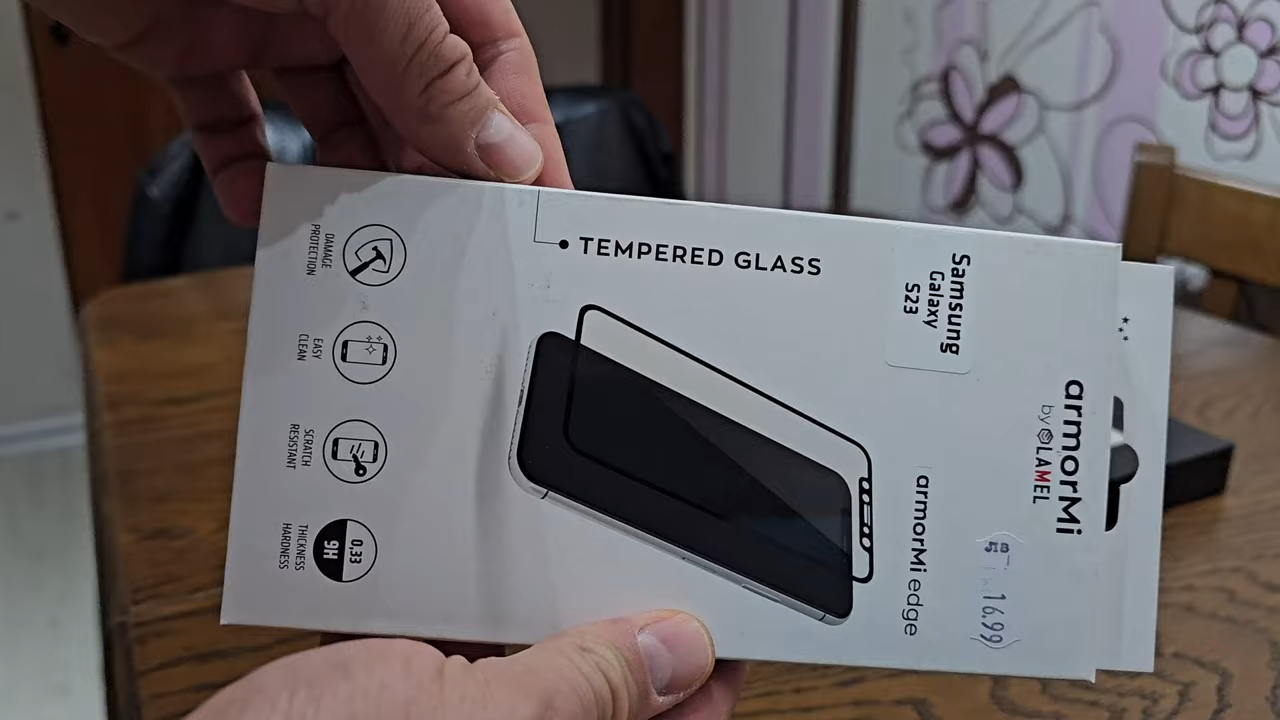 armorMi
by LAMEL
Samsung
Galaxy
S23
armorMi edge
16.99
TEMPERED GLASS
DAMAGE
PROTECTION
EASY
CLEAN
SCRATCH
RESISTANT
0,33
9H
THICKNESS
HARDNESS